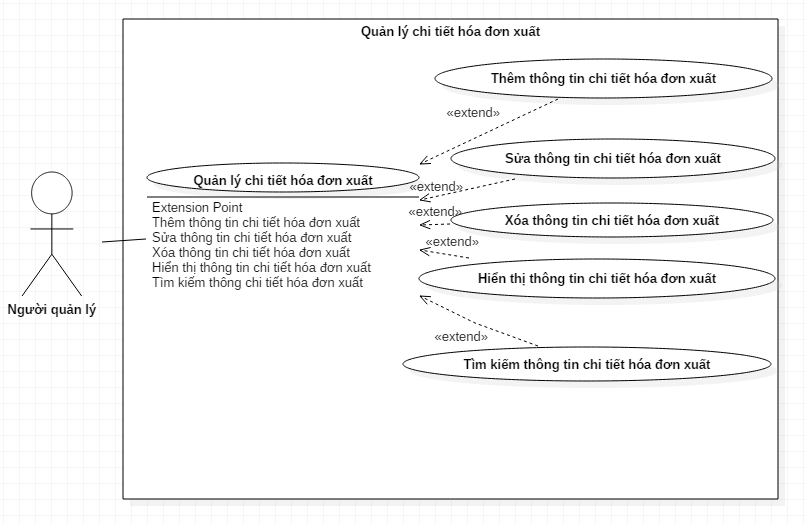 Quản lý chi tiết hóa đơn xuất
Thêm thông tin chi tiết hóa đơn xuất
«extend»
Sửa thông tin chi tiết hóa đơn xuất
Quản lý chi tiết hóa đơn xuất
«extend»
Extension Point
Thêm thông tin chi tiết hóa đơn xuất
Sửa thông tin chi tiết hóa đơn xuất
Xóa thông tin chi tiết hóa đơn xuất
Hiển thị thông tin chi tiết hóa đơn xuất
Tìm kiếm thông chi tiết hóa đơn xuất
«extend»
Xóa thông tin chi tiết hóa đơn xuất
«extend»
Hiển thị thông tin chi tiết hóa đơn xuất
Người quản lý
«extend»
Tìm kiếm thông tin chi tiết hóa đơn xuất